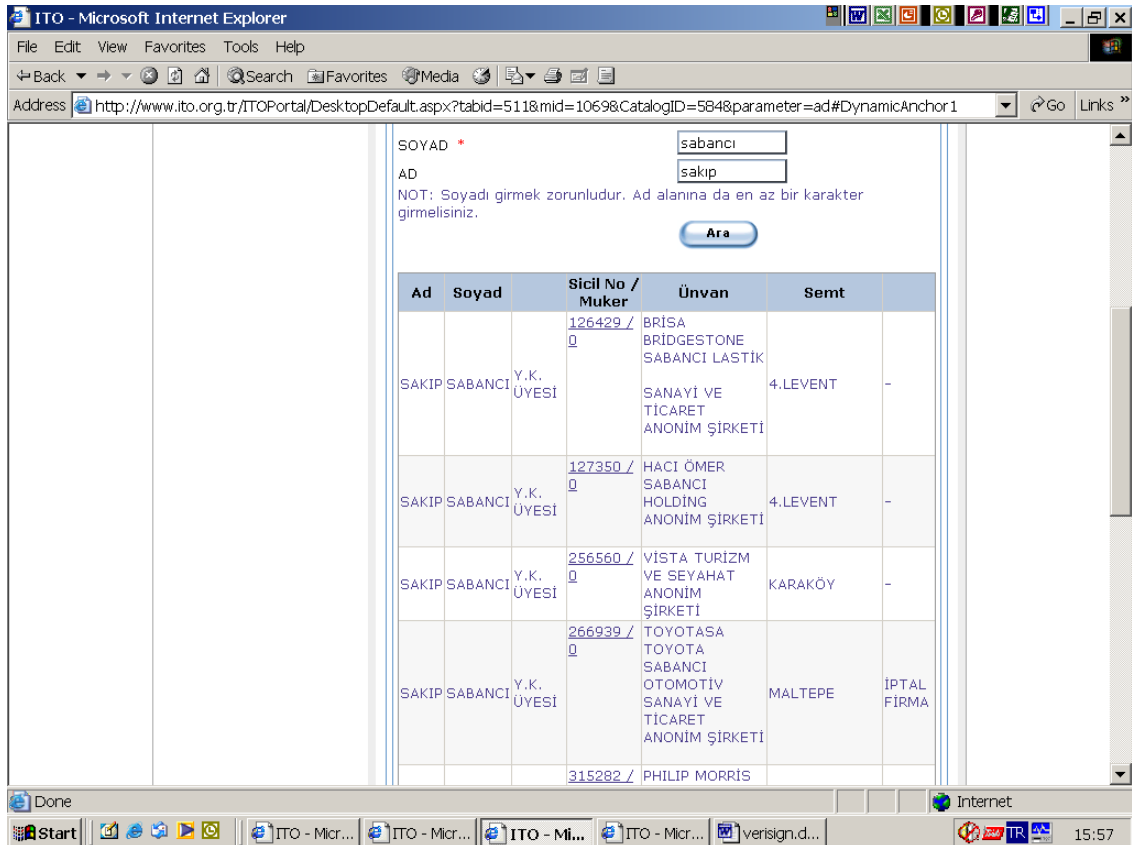 ITO - Microsoft Internet Explorer
File Edit View Favorites Tools Help
Back Search Favorites Media
Address http://www.ito.org.tr/ITOPortal/DesktopDefault.aspx?tabid=511&mid=1069&CatalogID=584&parameter=ad#DynamicAnchor1 Go Links »
SOYAD * sabancı
AD sakıp
NOT: Soyadı girmek zorunludur. Ad alanına da en az bir karakter
girmelisiniz.
Ara
Ad Soyad Sicil No / Muker Ünvan Semt
126429 / BRİSA
0 BRİDGESTONE
SABANCI LASTİK
SAKIP SABANCI Y.K. ÜYESİ 4.LEVENT -
SANAYİ VE
TİCARET
ANONİM ŞİRKETİ
127350 / HACI ÖMER
0 SABANCI
SAKIP SABANCI Y.K. ÜYESİ HOLDİNG 4.LEVENT -
ANONİM ŞİRKETİ
256560 / VİSTA TURİZM
0 VE SEYAHAT
SAKIP SABANCI Y.K. ÜYESİ ANONİM KARAKÖY -
ŞİRKETİ
266939 / TOYOTASA
0 TOYOTA
SABANCI
SAKIP SABANCI Y.K. ÜYESİ OTOMOTİV MALTEPE İPTAL FİRMA
SANAYİ VE
TİCARET
ANONİM ŞİRKETİ
315282 / PHILIP MORRİS
Done Internet
Start ITO - Micr... ITO - Micr... ITO - Mi... ITO - Micr... verisign.d... TR 15:57